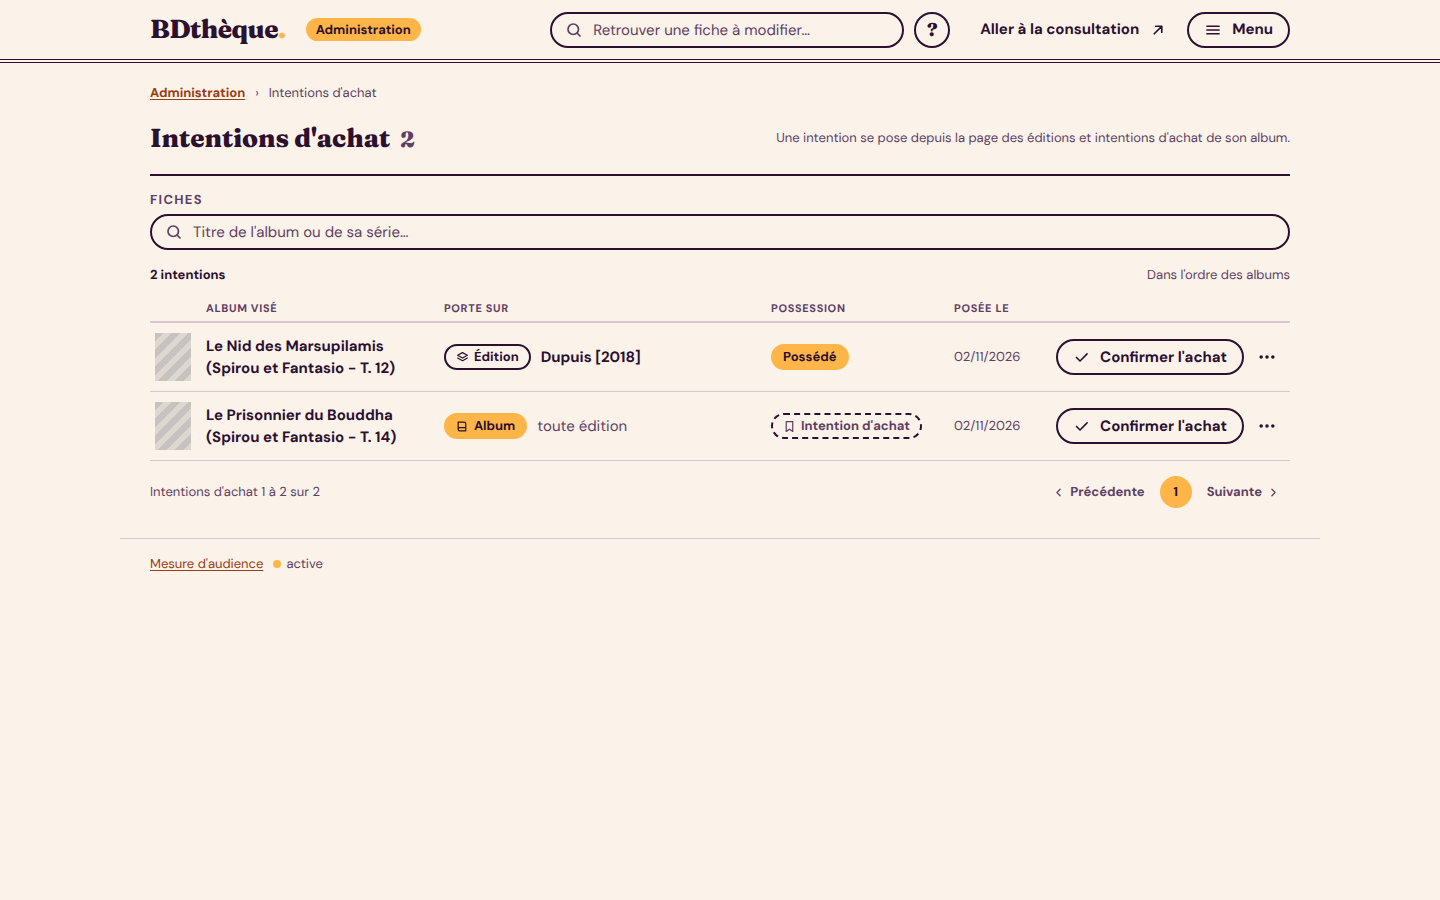 BDthèque.
Administration
Retrouver une fiche à modifier…
?
Aller à la consultation
Menu
Administration › Intentions d'achat
Intentions d'achat 2
Une intention se pose depuis la page des éditions et intentions d'achat de son album.
FICHES
Titre de l'album ou de sa série…
2 intentions
Dans l'ordre des albums
ALBUM VISÉ
PORTE SUR
POSSESSION
POSÉE LE
Le Nid des Marsupilamis
(Spirou et Fantasio - T. 12)
Édition
Dupuis [2018]
Possédé
02/11/2026
Confirmer l'achat
Le Prisonnier du Bouddha
(Spirou et Fantasio - T. 14)
Album
toute édition
Intention d'achat
02/11/2026
Confirmer l'achat
Intentions d'achat 1 à 2 sur 2
Précédente
1
Suivante
Mesure d'audience
active